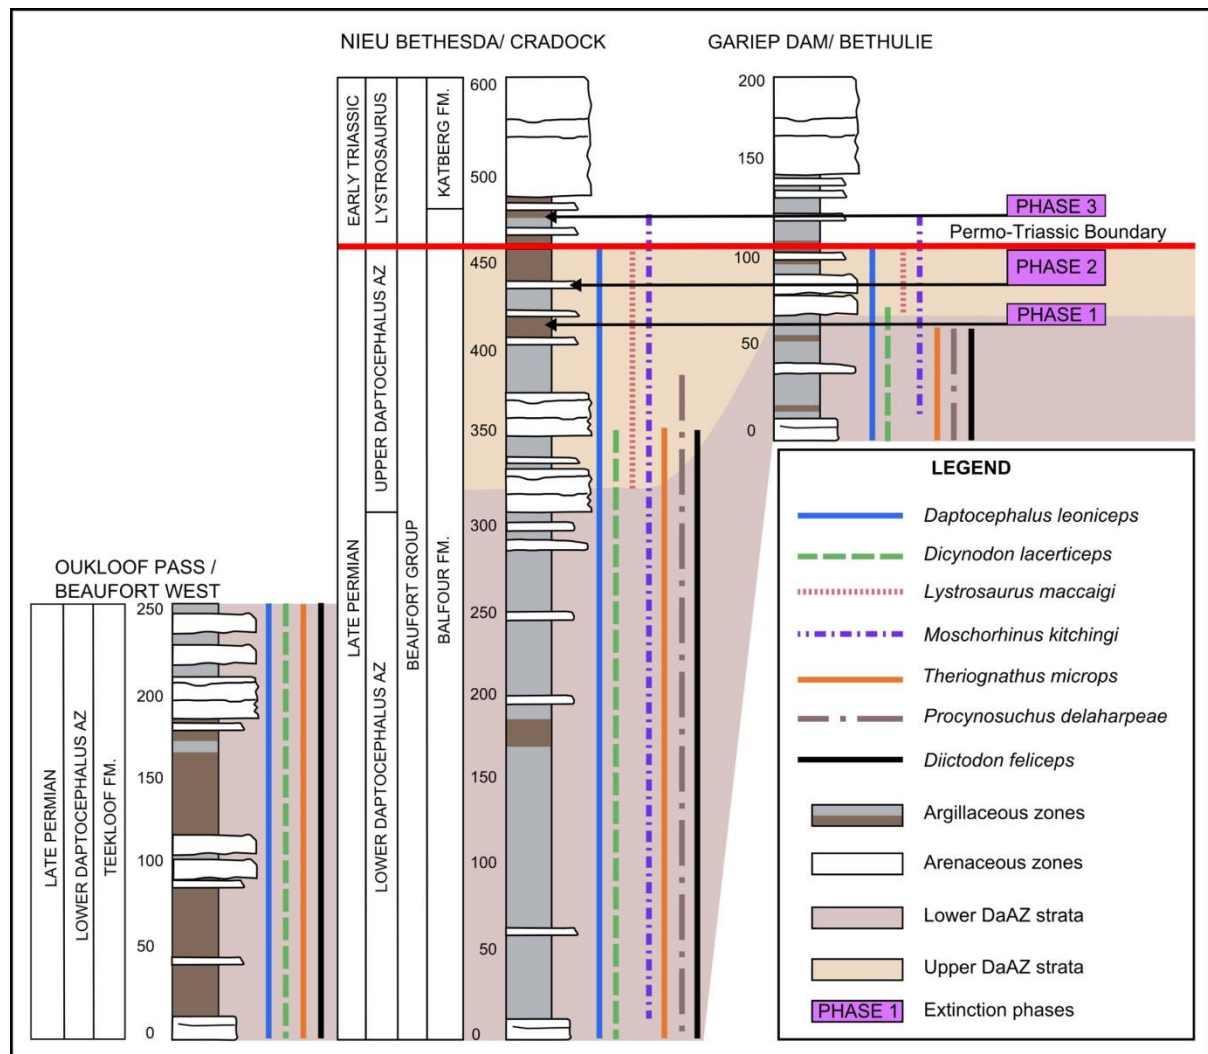 NIEU BETHESDA/ CRADOCK
GARIEP DAM/ BETHULIE
EARLY TRIASSIC
LYSTROSAURUS
KATBERG FM.
600
500
450
400
350
300
250
200
150
100
50
0
200
150
100
50
0
PHASE 3
Permo-Triassic Boundary
PHASE 2
PHASE 1
UPPER DAPTOCEPHALUS AZ
LATE PERMIAN
LOWER DAPTOCEPHALUS AZ
BEAUFORT GROUP
BALFOUR FM.
OUKLOOF PASS /
BEAUFORT WEST
LATE PERMIAN
LOWER DAPTOCEPHALUS AZ
TEEKLOOF FM.
250
200
150
100
50
0
LEGEND
Daptocephalus leoniceps
Dicynodon lacerticeps
Lystrosaurus maccaigi
Moschorhinus kitchingi
Theriognathus microps
Procynosuchus delaharpeae
Diictodon feliceps
Argillaceous zones
Arenaceous zones
Lower DaAZ strata
Upper DaAZ strata
PHASE 1 Extinction phases